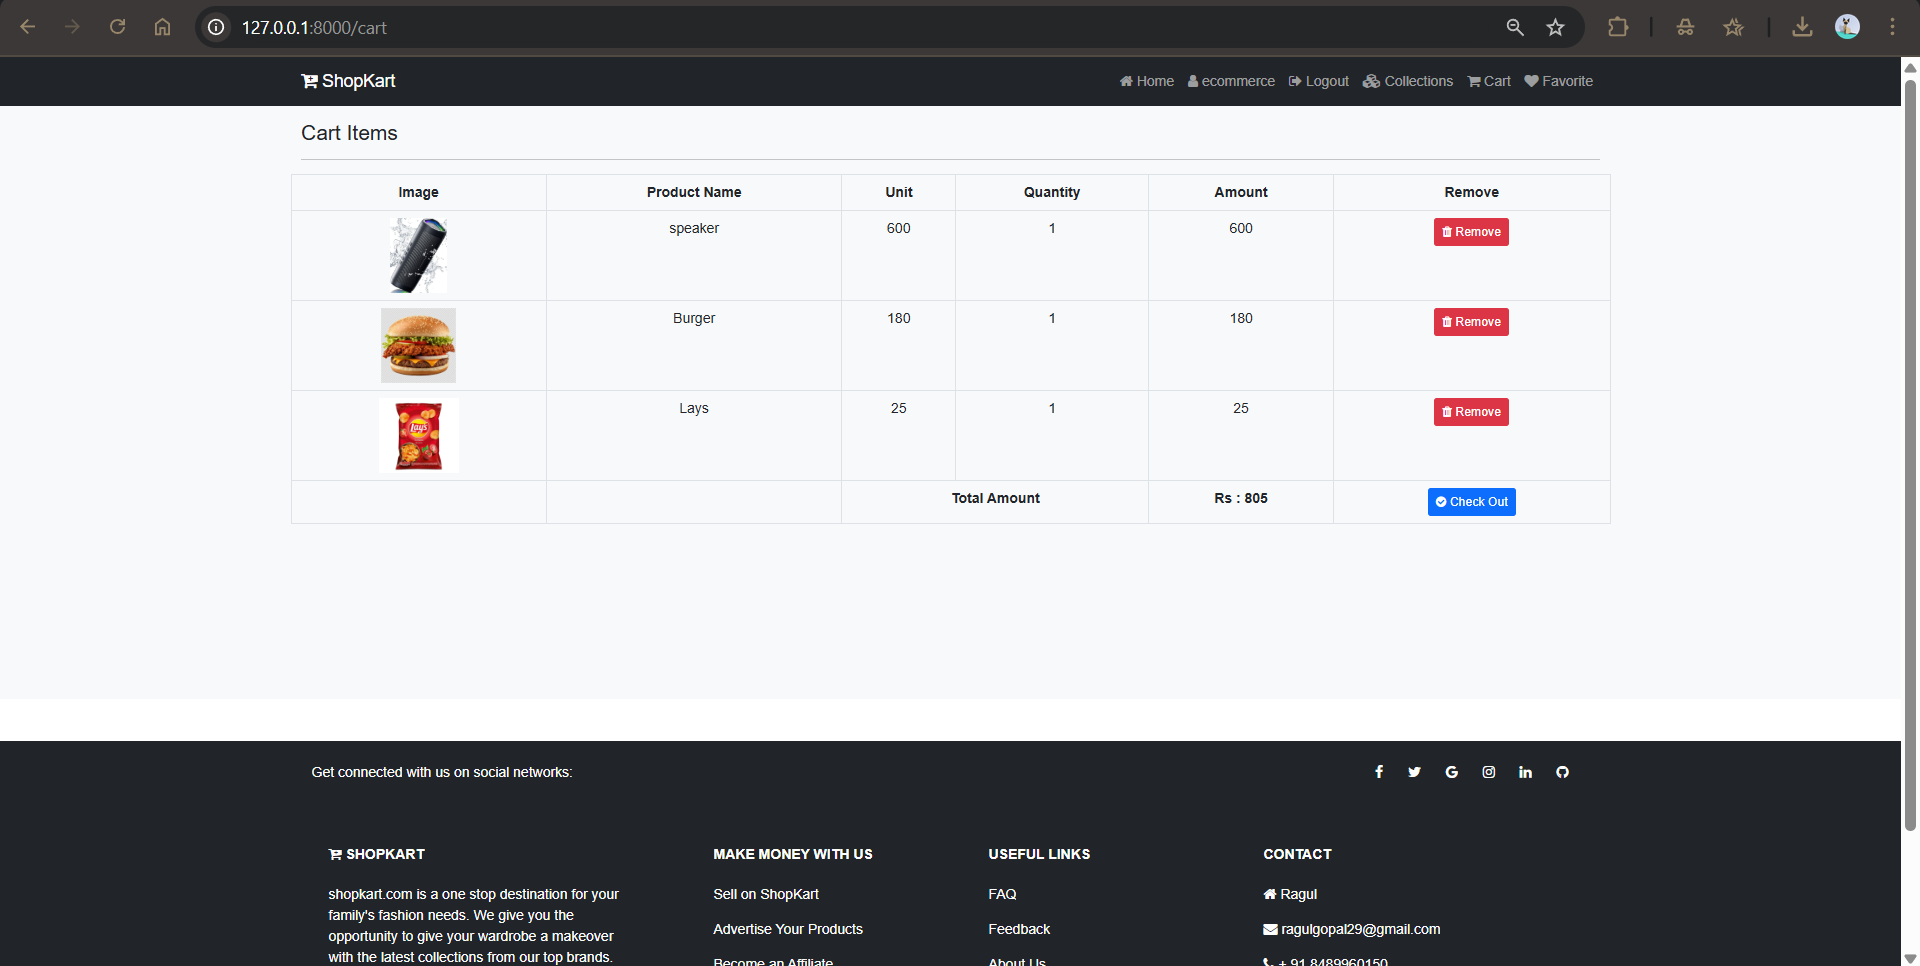 127.0.0.1:8000/cart
ShopKart
Home ecommerce Logout Collections Cart Favorite
Cart Items
Image Product Name Unit Quantity Amount Remove
speaker 600 1 600 Remove
Burger 180 1 180 Remove
Lay's
Lays 25 1 25 Remove
Total Amount Rs : 805 Check Out
Get connected with us on social networks:
SHOPKART MAKE MONEY WITH US USEFUL LINKS CONTACT
shopkart.com is a one stop destination for your Sell on ShopKart FAQ Ragul
family's fashion needs. We give you the
opportunity to give your wardrobe a makeover Advertise Your Products Feedback ragulgopal29@gmail.com
with the latest collections from our top brands. Become an Affiliate About Us + 91 8489960150